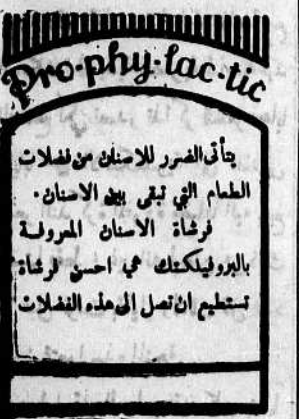 Pro-phy-lac-tic
يتأتى الضرر للاسنان من فضلات
الطعام التي تبقى بين الاسنان .
فرشاة الاسنان المعروفة
بالبروفيلكتك هي احسن فرشاة
تستطيع ان تصل الى هذه الفضلات